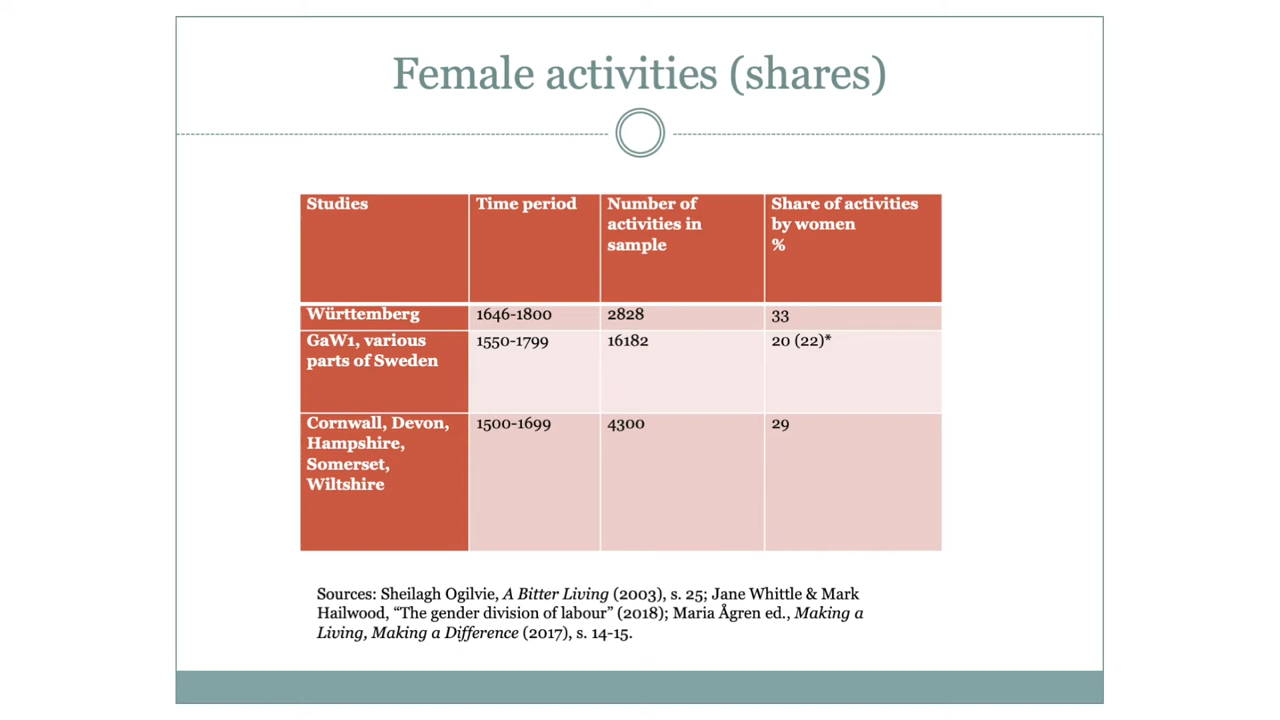 Female activities (shares)
Studies
Time period
Number of
activities in
sample
Share of activities
by women
%
Württemberg
1646-1800
2828
33
GaW1, various
parts of Sweden
1550-1799
16182
20 (22)*
Cornwall, Devon,
Hampshire,
Somerset,
Wiltshire
1500-1699
4300
29
Sources: Sheilagh Ogilvie, A Bitter Living (2003), s. 25; Jane Whittle & Mark
Hailwood, “The gender division of labour” (2018); Maria Ågren ed., Making a
Living, Making a Difference (2017), s. 14-15.